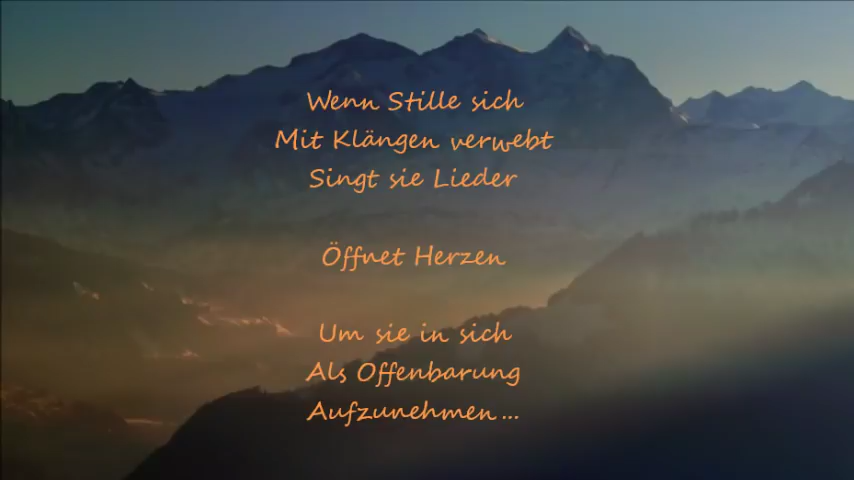 Wenn Stille sich
Mit Klängen verwebt
Singt sie Lieder
Öffnet Herzen
Um sie in sich
Als Offenbarung
Aufzunehmen...